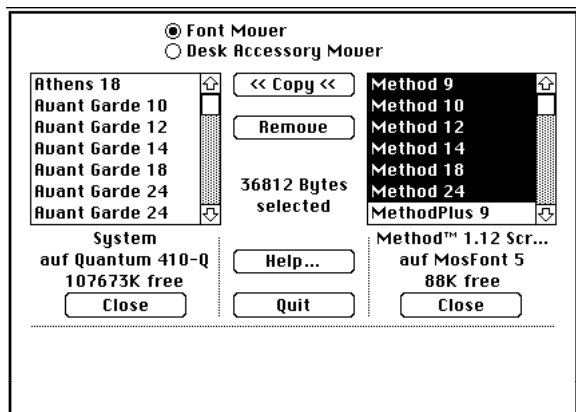 Font Mover
Desk Accessory Mover
Athens 18
Avant Garde 10
Avant Garde 12
Avant Garde 14
Avant Garde 18
Avant Garde 24
Avant Garde 24
System
auf Quantum 410-Q
107673K free
Close
<< Copy <<
Remove
36812 Bytes
selected
Help...
Quit
Method 9
Method 10
Method 12
Method 14
Method 18
Method 24
MethodPlus 9
Method™ 1.12 Scr...
auf MosFont 5
88K free
Close